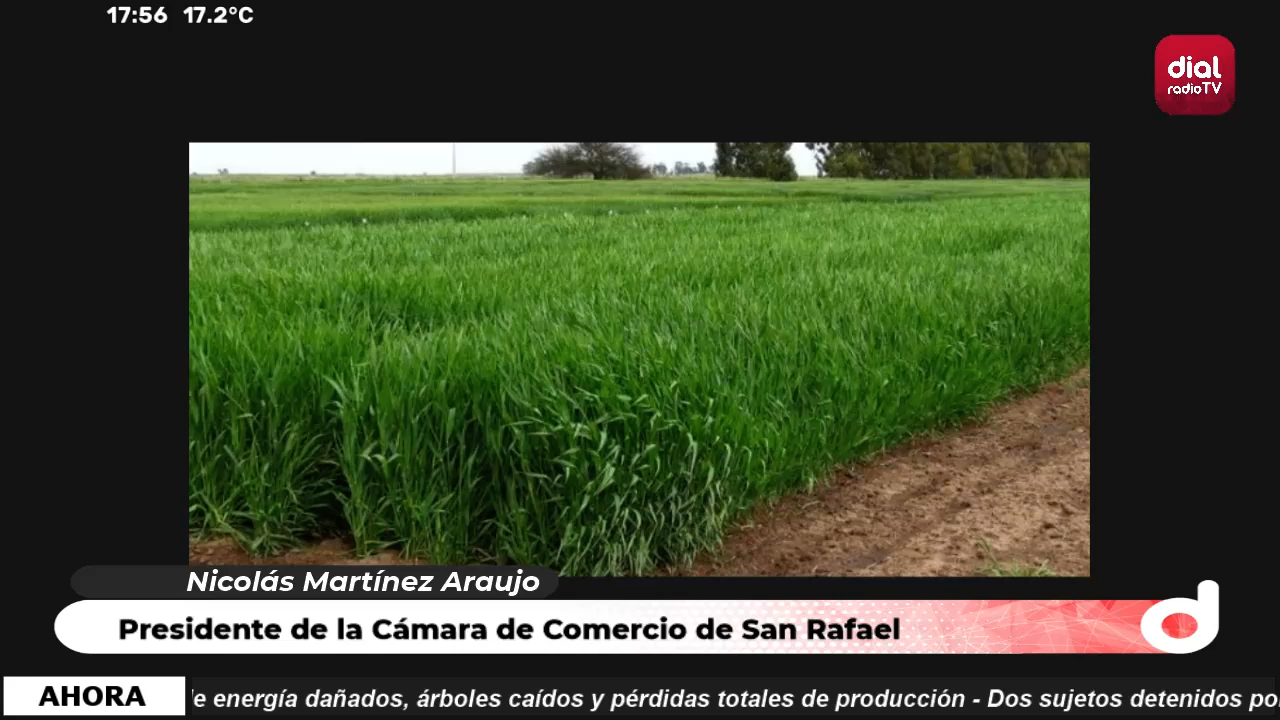 17:56 17.2°C
dial
radioTV
Nicolás Martínez Araujo
Presidente de la Cámara de Comercio de San Rafael
AHORA
energía dañados, árboles caídos y pérdidas totales de producción - Dos sujetos detenidos